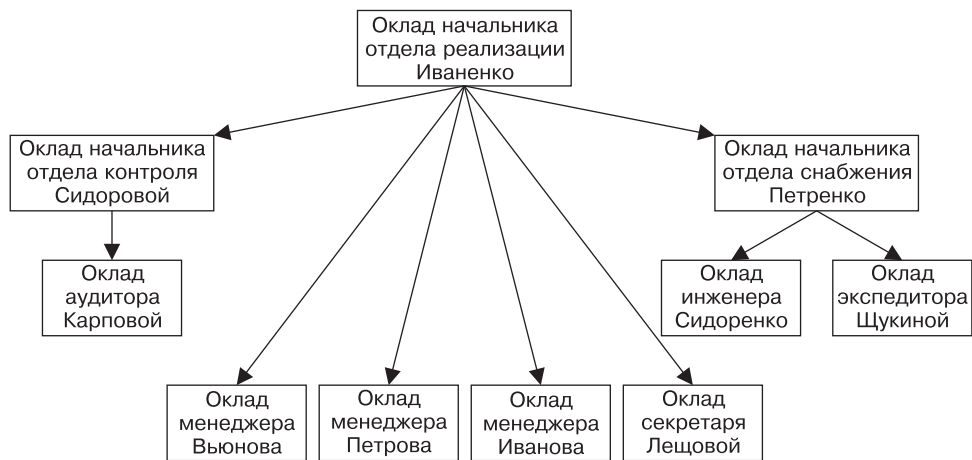 Оклад начальника
отдела реализации
Иваненко
Оклад начальника
отдела контроля
Сидоровой
Оклад начальника
отдела снабжения
Петренко
Оклад
аудитора
Карповой
Оклад
инженера
Сидоренко
Оклад
экспедитора
Щукиной
Оклад
менеджера
Вьюнова
Оклад
менеджера
Петрова
Оклад
менеджера
Иванова
Оклад
секретаря
Лещовой